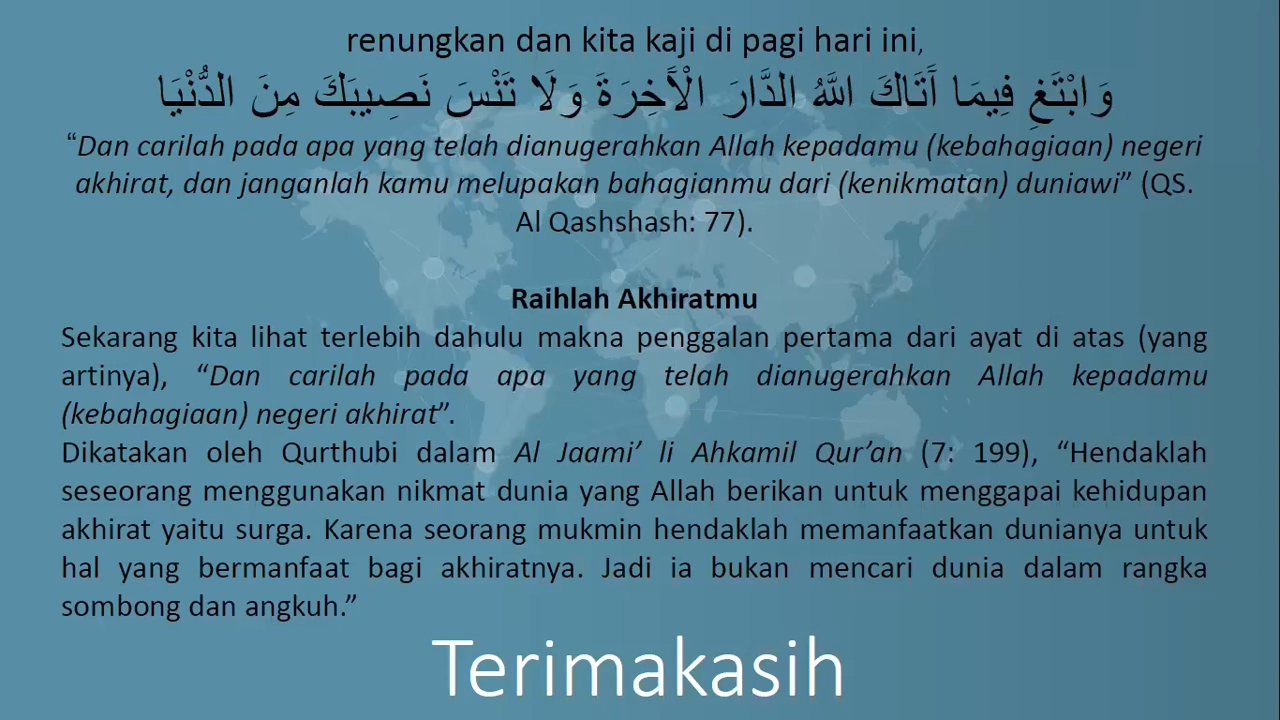 renungkan dan kita kaji di pagi hari ini,
وَابْتَغِ فِيمَا آَتَاكَ اللَّهُ الدَّارَ الْآَخِرَةَ وَلَا تَنْسَ نَصِيبَكَ مِنَ الدُّنْيَا
“Dan carilah pada apa yang telah dianugerahkan Allah kepadamu (kebahagiaan) negeri
akhirat, dan janganlah kamu melupakan bahagianmu dari (kenikmatan) duniawi” (QS.
Al Qashshash: 77).
Raihlah Akhiratmu
Sekarang kita lihat terlebih dahulu makna penggalan pertama dari ayat di atas (yang
artinya), “Dan carilah pada apa yang telah dianugerahkan Allah kepadamu
(kebahagiaan) negeri akhirat”.
Dikatakan oleh Qurthubi dalam Al Jaami’ li Ahkamil Qur’an (7: 199), “Hendaklah
seseorang menggunakan nikmat dunia yang Allah berikan untuk menggapai kehidupan
akhirat yaitu surga. Karena seorang mukmin hendaklah memanfaatkan dunianya untuk
hal yang bermanfaat bagi akhiratnya. Jadi ia bukan mencari dunia dalam rangka
sombong dan angkuh.”
Terimakasih